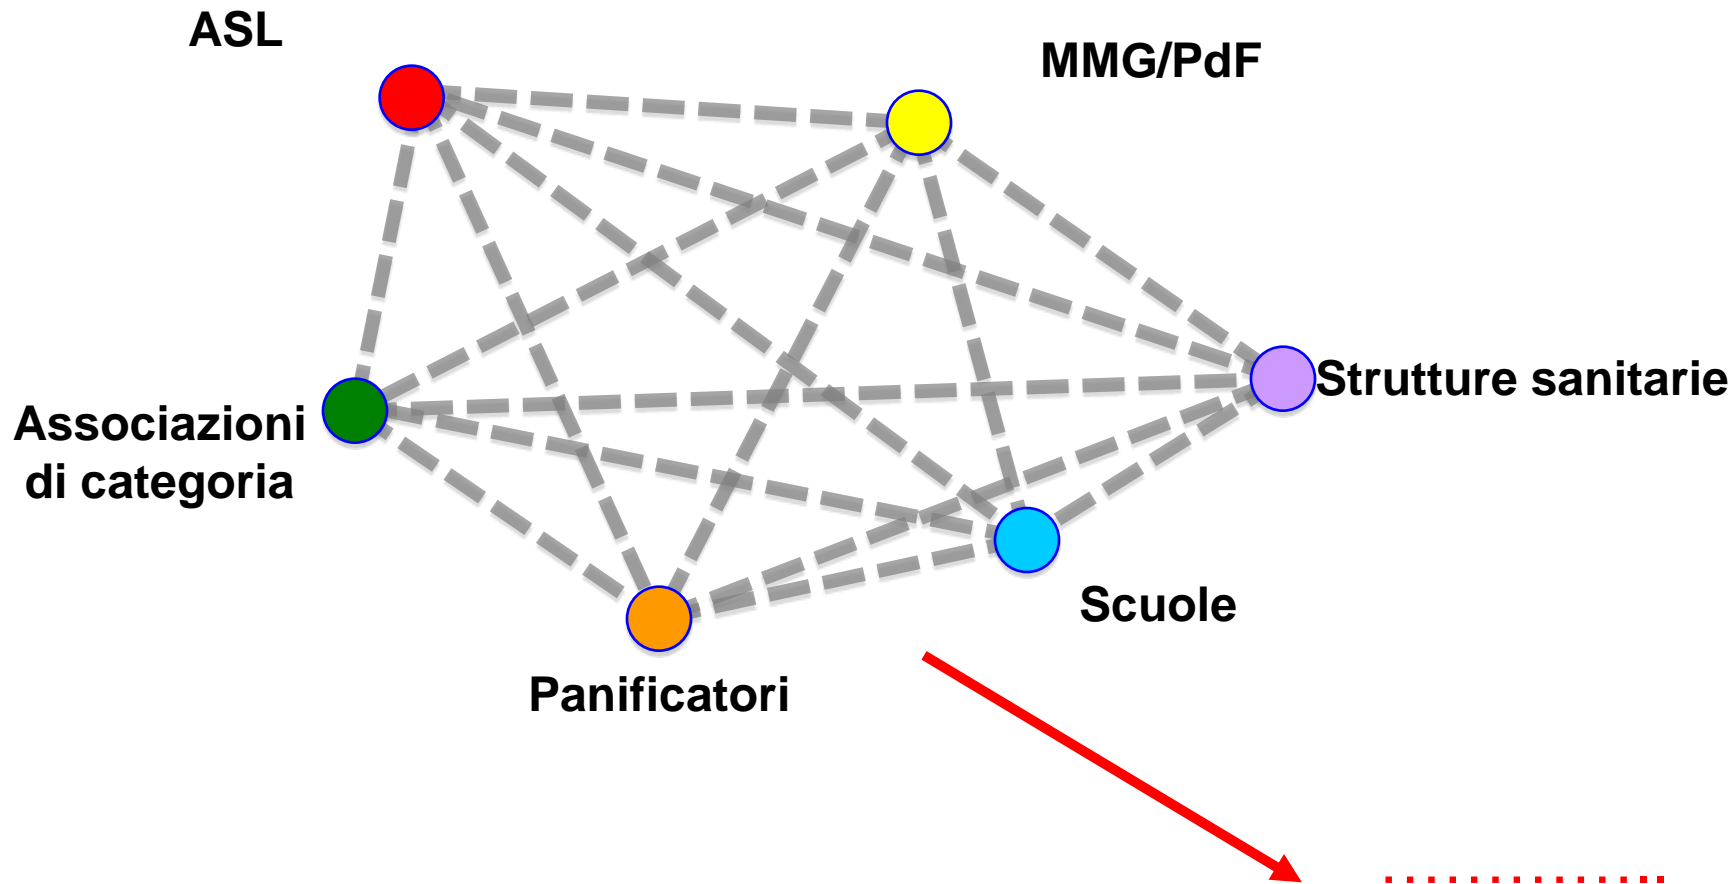 ASL
MMG/PdF
Strutture sanitarie
Associazioni
di categoria
Scuole
Panificatori